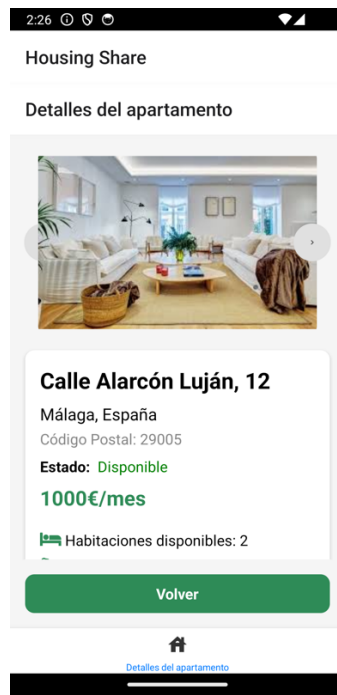 2:26
Housing Share
Detalles del apartamento
Calle Alarcón Luján, 12
Málaga, España
Código Postal: 29005
Estado: Disponible
1000€/mes
Habitaciones disponibles: 2
Volver
Detalles del apartamento